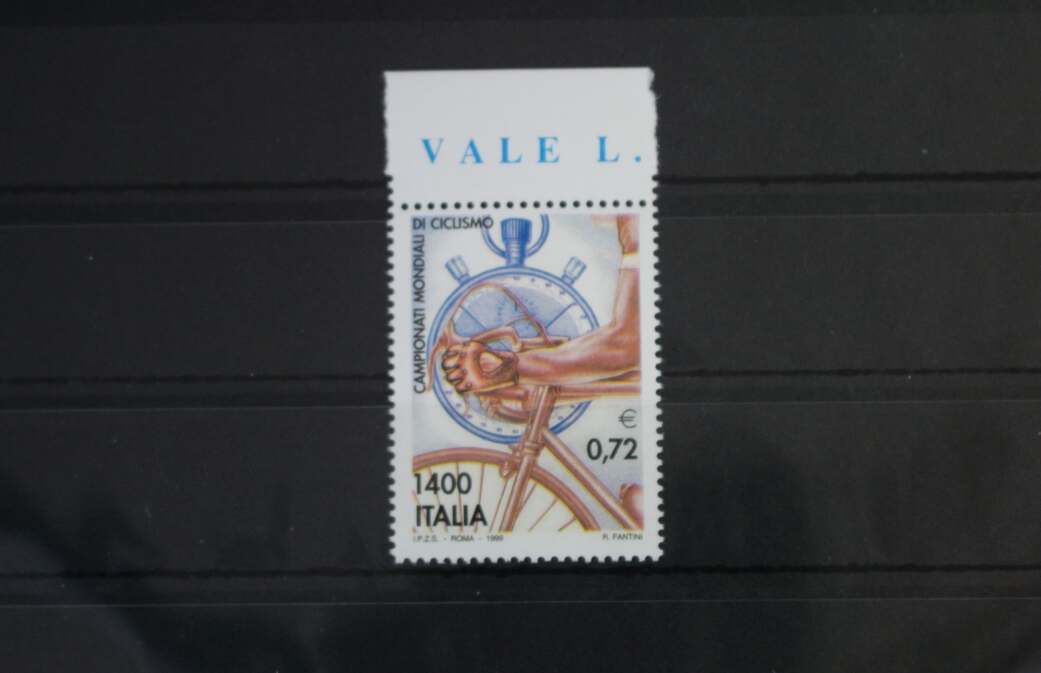 VALE L.
CAMPIONATI MONDIALI
DI CICLISMO
€
0,72
1400
ITALIA
I.P.Z.S. - ROMA - 1999
R. FANTINI